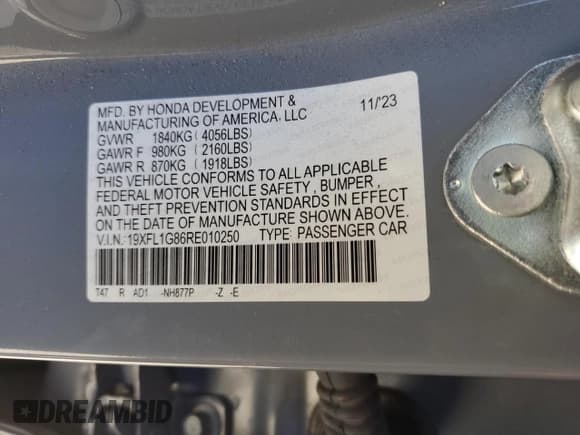 MFD. BY HONDA DEVELOPMENT & 11/'23
MANUFACTURING OF AMERICA, LLC
GVWR 1840KG ( 4056LBS)
GAWR F 980KG ( 2160LBS)
GAWR R 870KG ( 1918LBS)
THIS VEHICLE CONFORMS TO ALL APPLICABLE
FEDERAL MOTOR VEHICLE SAFETY , BUMPER ,
AND THEFT PREVENTION STANDARDS IN EFFECT
ON THE DATE OF MANUFACTURE SHOWN ABOVE.
V.I.N. :19XFL1G86RE010250 TYPE: PASSENGER CAR
T47 R AD1 -NH877P -Z -E
DREAMBID